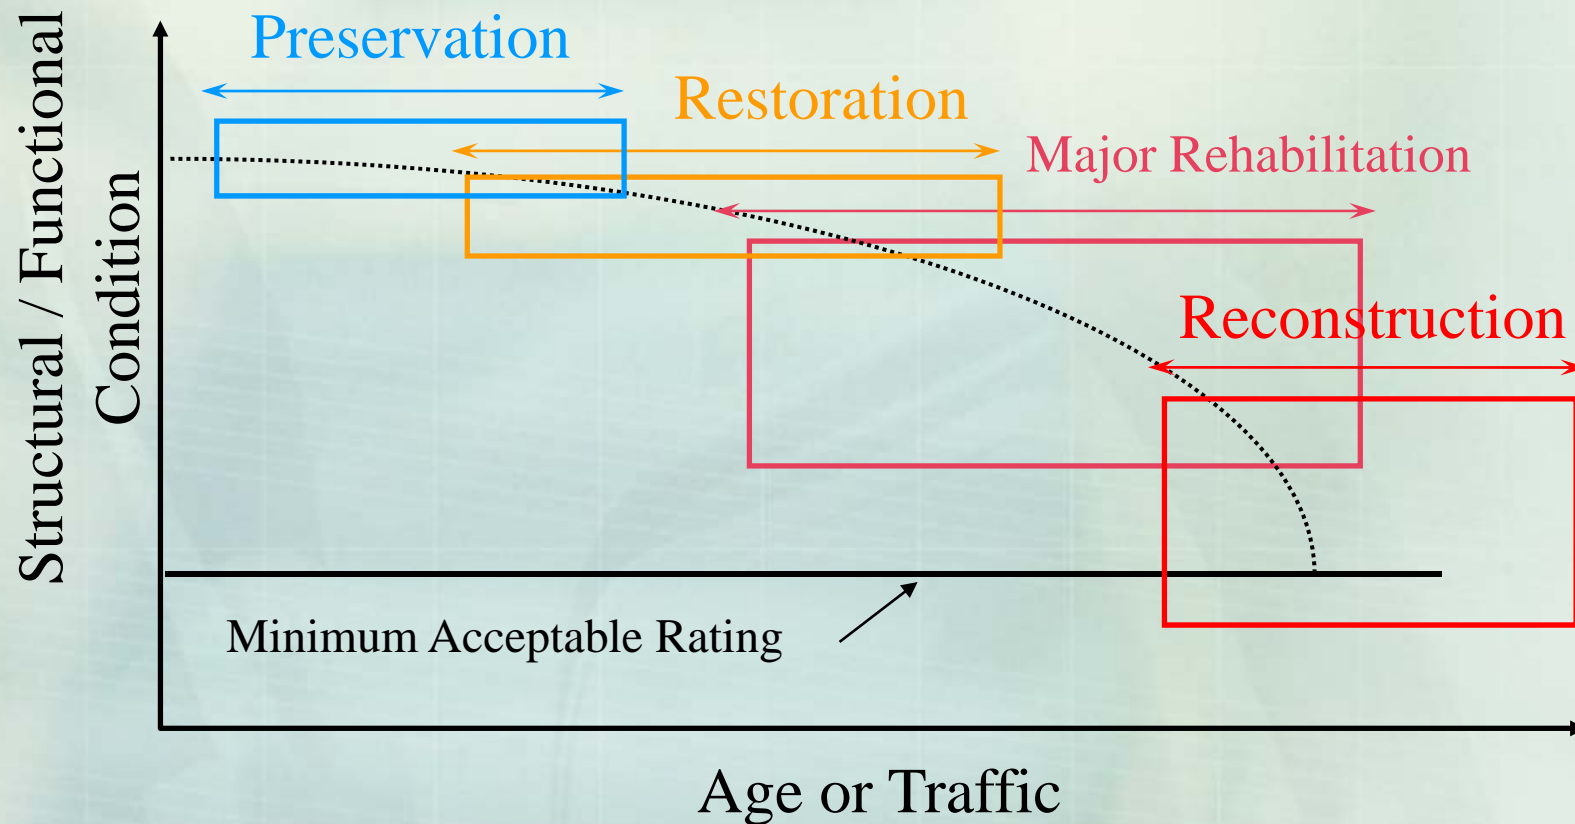 Structural / Functional
Condition
Preservation
Restoration
Major Rehabilitation
Reconstruction
Minimum Acceptable Rating
Age or Traffic